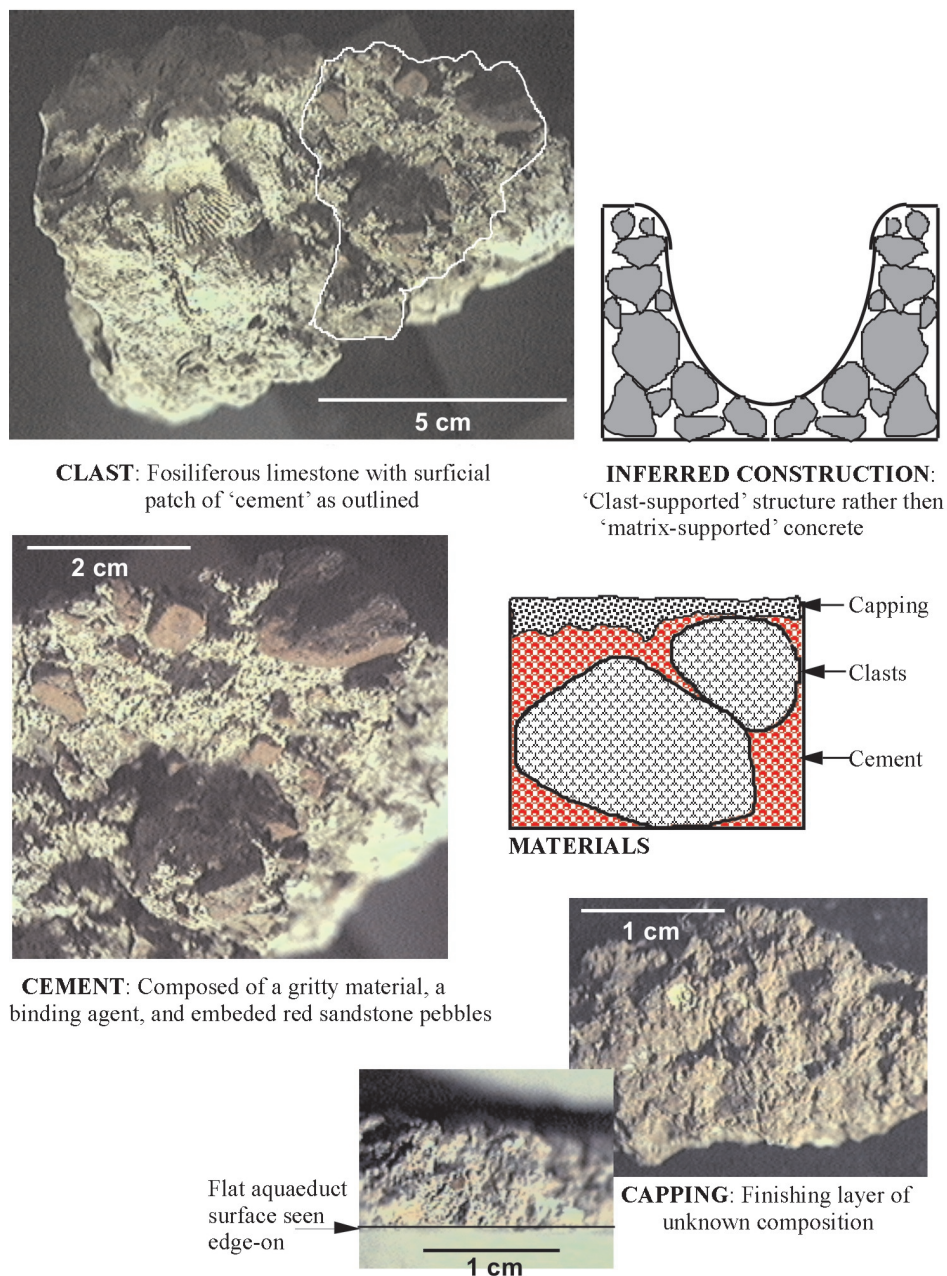 5 cm
CLAST: Fosiliferous limestone with surficial
patch of ‘cement’ as outlined
INFERRED CONSTRUCTION:
‘Clast-supported’ structure rather then
‘matrix-supported’ concrete
2 cm
Capping
Clasts
Cement
MATERIALS
CEMENT: Composed of a gritty material, a
binding agent, and embeded red sandstone pebbles
1 cm
CAPPING: Finishing layer of
unknown composition
Flat aquaeduct
surface seen
edge-on
1 cm